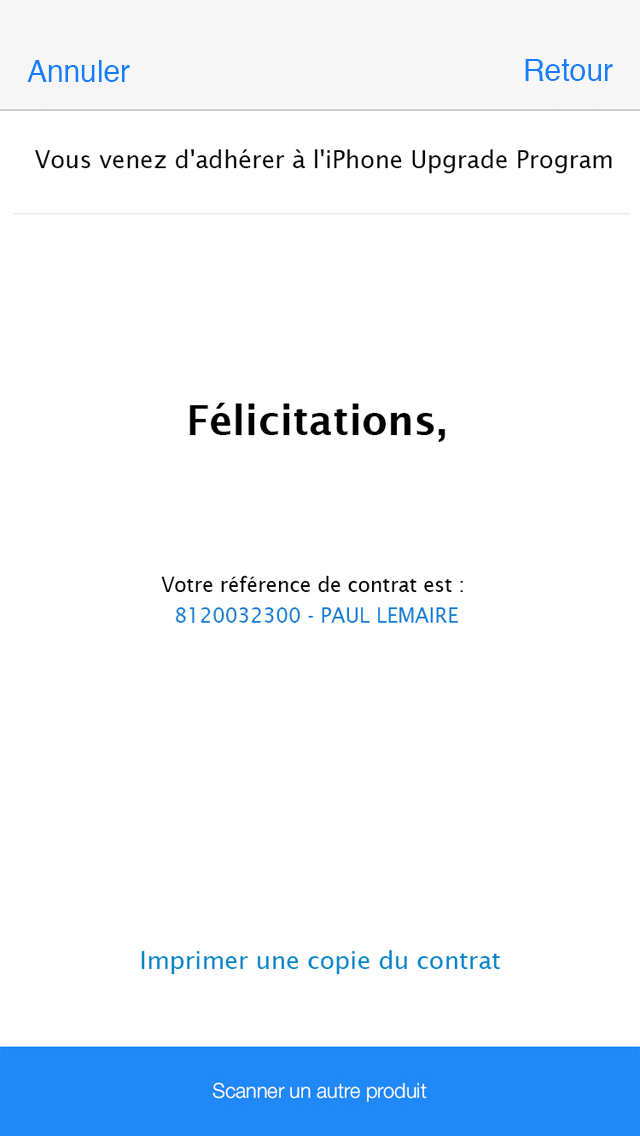 Annuler
Retour
Vous venez d'adhérer à l'iPhone Upgrade Program
Félicitations,
Votre référence de contrat est :
8120032300 - PAUL LEMAIRE
Imprimer une copie du contrat
Scanner un autre produit